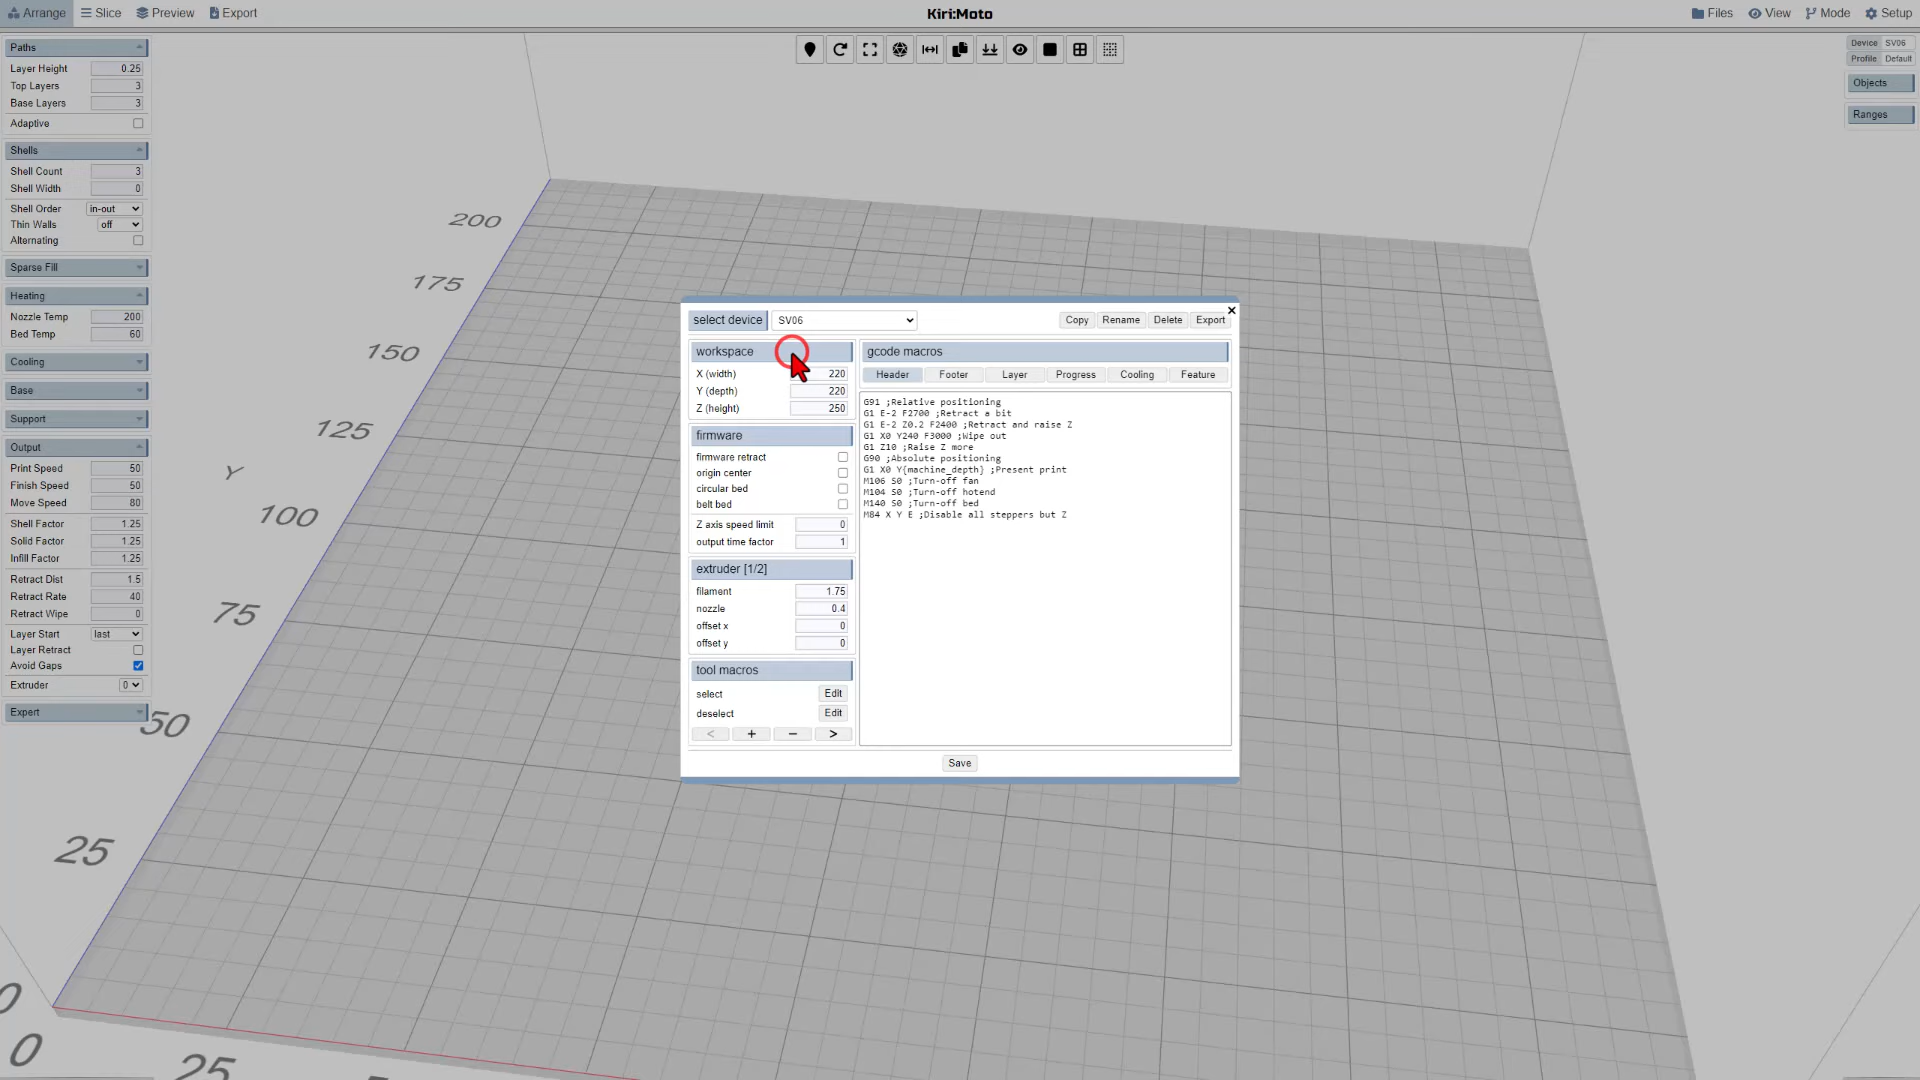 Arrange
Slice
Preview
Export
Kiri:Moto
Files
View
Mode
Setup
Device SV06
Profile Default
Objects
Ranges
Paths
Layer Height 0.25
Top Layers 3
Base Layers 3
Adaptive
Shells
Shell Count 3
Shell Width 0
Shell Order in-out
Thin Walls off
Alternating
Sparse Fill
Heating
Nozzle Temp 200
Bed Temp 60
Cooling
Base
Support
Output
Print Speed 50
Finish Speed 50
Move Speed 80
Shell Factor 1.25
Solid Factor 1.25
Infill Factor 1.25
Retract Dist 1.5
Retract Rate 40
Retract Wipe 0
Layer Start last
Layer Retract
Avoid Gaps
Extruder 0
Expert
200
175
150
125
Y
100
75
50
25
0
0
25
select device SV06
Copy Rename Delete Export
workspace
X (width) 220
Y (depth) 220
Z (height) 250
firmware
firmware retract
origin center
circular bed
belt bed
Z axis speed limit 0
output time factor 1
extruder [1/2]
filament 1.75
nozzle 0.4
offset x 0
offset y 0
tool macros
select Edit
deselect Edit
< + − >
gcode macros
Header Footer Layer Progress Cooling Feature
G91 ;Relative positioning
G1 E-2 F2700 ;Retract a bit
G1 E-2 Z0.2 F2400 ;Retract and raise Z
G1 X0 Y240 F3000 ;Wipe out
G1 Z10 ;Raise Z more
G90 ;Absolute positioning
G1 X0 Y{machine_depth} ;Present print
M106 S0 ;Turn-off fan
M104 S0 ;Turn-off hotend
M140 S0 ;Turn-off bed
M84 X Y E ;Disable all steppers but Z
Save